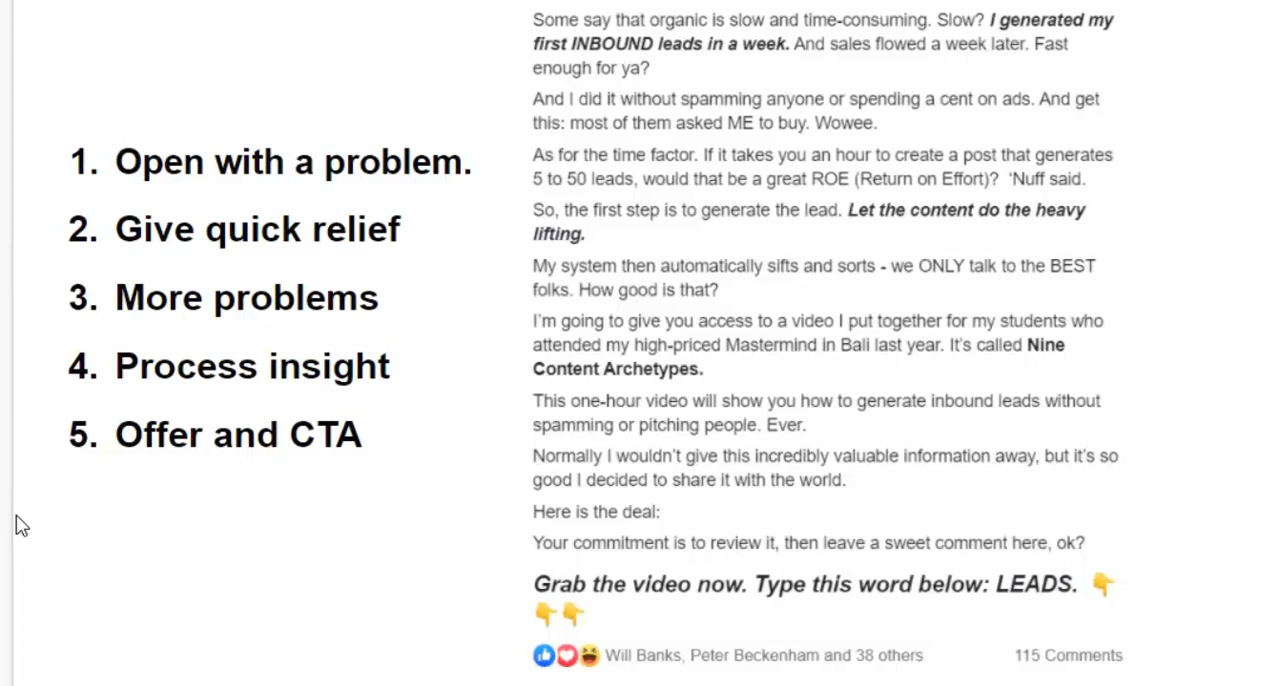 1. Open with a problem.
2. Give quick relief
3. More problems
4. Process insight
5. Offer and CTA
Some say that organic is slow and time-consuming. Slow? I generated my
first INBOUND leads in a week. And sales flowed a week later. Fast
enough for ya?
And I did it without spamming anyone or spending a cent on ads. And get
this: most of them asked ME to buy. Wowee.
As for the time factor. If it takes you an hour to create a post that generates
5 to 50 leads, would that be a great ROE (Return on Effort)? ‘Nuff said.
So, the first step is to generate the lead. Let the content do the heavy
lifting.
My system then automatically sifts and sorts - we ONLY talk to the BEST
folks. How good is that?
I’m going to give you access to a video I put together for my students who
attended my high-priced Mastermind in Bali last year. It’s called Nine
Content Archetypes.
This one-hour video will show you how to generate inbound leads without
spamming or pitching people. Ever.
Normally I wouldn’t give this incredibly valuable information away, but it’s so
good I decided to share it with the world.
Here is the deal:
Your commitment is to review it, then leave a sweet comment here, ok?
Grab the video now. Type this word below: LEADS. 👇
👇👇
Will Banks, Peter Beckenham and 38 others 115 Comments